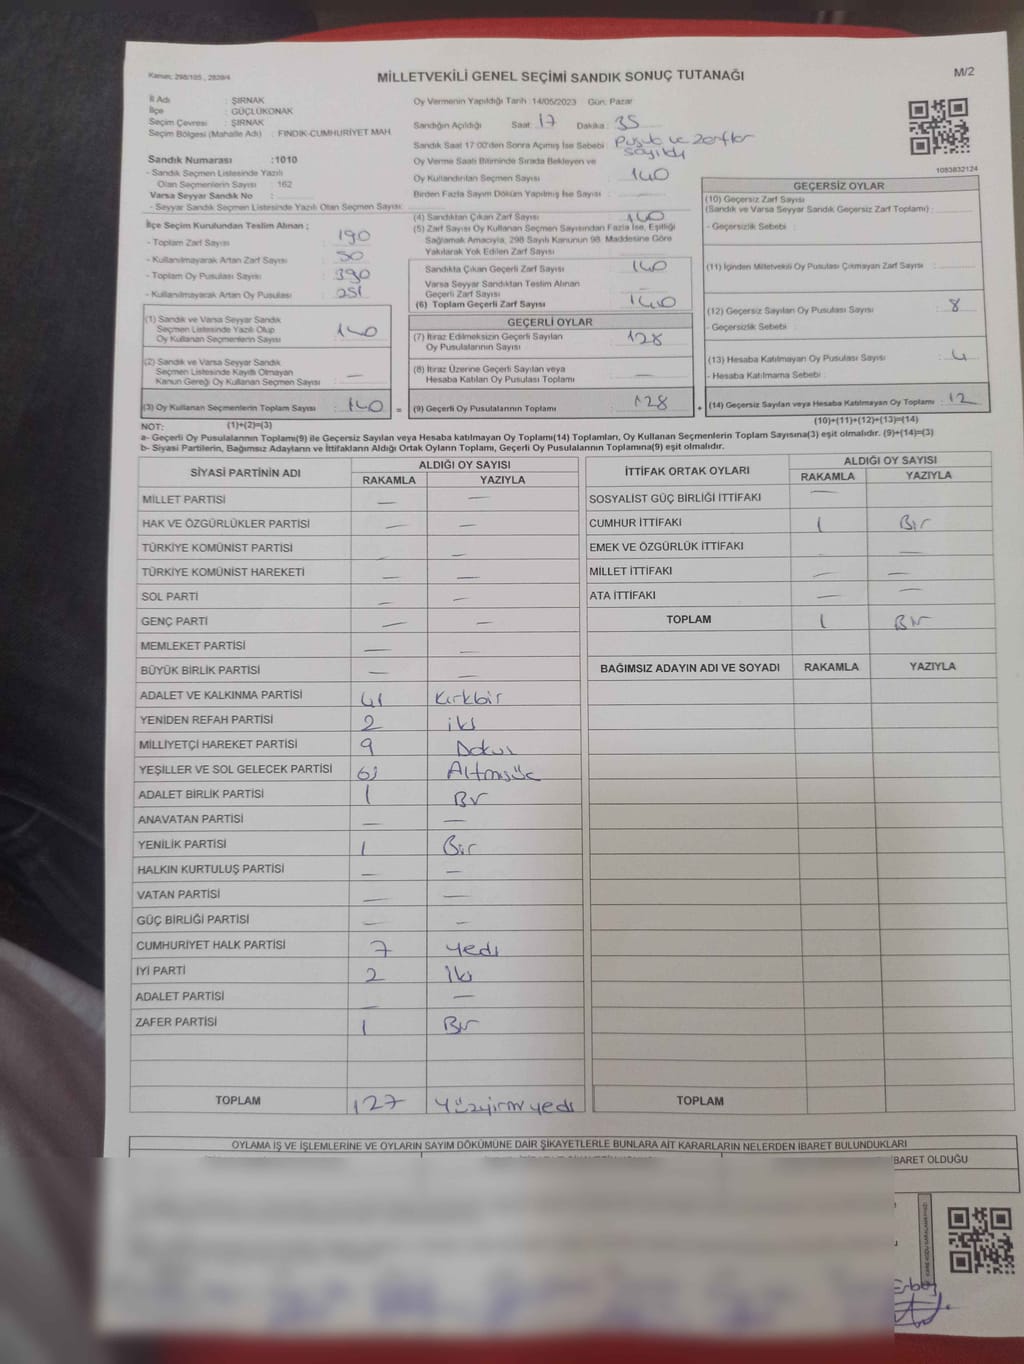 Kanun: 298/105 , 2839/4
MİLLETVEKİLİ GENEL SEÇİMİ SANDIK SONUÇ TUTANAĞI
M/2
İl Adı : ŞIRNAK
İlçe : GÜÇLÜKONAK
Seçim Çevresi : ŞIRNAK
Seçim Bölgesi (Mahalle Adı) : FINDIK-CUMHURİYET MAH
Sandık Numarası :1010
- Sandık Seçmen Listesinde Yazılı
Olan Seçmenlerin Sayısı : 162
Varsa Seyyar Sandık No :
- Seyyar Sandık Seçmen Listesinde Yazılı Olan Seçmen Sayısı:
Oy Vermenin Yapıldığı Tarih :14/05/2023 Gün: Pazar
Sandığın Açıldığı Saat: 17 Dakika: 35
Sandık Saat 17:00'den Sonra Açılmış İse Sebebi : Pusula ve Zarflar
sayıldı
Oy Verme Saati Bitiminde Sırada Bekleyen ve
Oy Kullandırılan Seçmen Sayısı : 140
Birden Fazla Sayım Döküm Yapılmış İse Sayısı :
1083832124
İlçe Seçim Kurulundan Teslim Alınan ;
- Toplam Zarf Sayısı : 190
- Kullanılmayarak Artan Zarf Sayısı : 50
- Toplam Oy Pusulası Sayısı : 390
- Kullanılmayarak Artan Oy Pusulası : 251
(1) Sandık ve Varsa Seyyar Sandık
Seçmen Listesinde Yazılı Olup
Oy Kullanan Seçmenlerin Sayısı : 140
(2) Sandık ve Varsa Seyyar Sandık
Seçmen Listesinde Kayıtlı Olmayan
Kanun Gereği Oy Kullanan Seçmen Sayısı : —
(3) Oy Kullanan Seçmenlerin Toplam Sayısı : 140
(1)+(2)=(3)
(4) Sandıktan Çıkan Zarf Sayısı : 140
(5) Zarf Sayısı Oy Kullanan Seçmen Sayısından Fazla İse, Eşitliği
Sağlamak Amacıyla, 298 Sayılı Kanunun 98. Maddesine Göre
Yakılarak Yok Edilen Zarf Sayısı :
Sandıkta Çıkan Geçerli Zarf Sayısı : 140
Varsa Seyyar Sandıktan Teslim Alınan
Geçerli Zarf Sayısı :
(6) Toplam Geçerli Zarf Sayısı : 140
GEÇERLİ OYLAR
(7) İtiraz Edilmeksizin Geçerli Sayılan
Oy Pusulalarının Sayısı : 128
(8) İtiraz Üzerine Geçerli Sayılan veya
Hesaba Katılan Oy Pusulası Toplamı : —
= (9) Geçerli Oy Pusulalarının Toplamı : 128
GEÇERSİZ OYLAR
(10) Geçersiz Zarf Sayısı
(Sandık ve Varsa Seyyar Sandık Geçersiz Zarf Toplamı) :
- Geçersizlik Sebebi :
(11) İçinden Milletvekili Oy Pusulası Çıkmayan Zarf Sayısı :
(12) Geçersiz Sayılan Oy Pusulası Sayısı : 8
- Geçersizlik Sebebi :
(13) Hesaba Katılmayan Oy Pusulası Sayısı : 4
- Hesaba Katılmama Sebebi :
+ (14) Geçersiz Sayılan veya Hesaba Katılmayan Oy Toplamı : 12
(10)+(11)+(12)+(13)=(14)
NOT:
a- Geçerli Oy Pusulalarının Toplamı(9) ile Geçersiz Sayılan veya Hesaba katılmayan Oy Toplamı(14) Toplamları, Oy Kullanan Seçmenlerin Toplam Sayısına(3) eşit olmalıdır. (9)+(14)=(3)
b- Siyasi Partilerin, Bağımsız Adayların ve İttifakların Aldığı Ortak Oyların Toplamı, Geçerli Oy Pusulalarının Toplamına(9) eşit olmalıdır.
SİYASİ PARTİNİN ADI
ALDIĞI OY SAYISI
RAKAMLA YAZIYLA
MİLLET PARTİSİ — —
HAK VE ÖZGÜRLÜKLER PARTİSİ — —
TÜRKİYE KOMÜNİST PARTİSİ —
TÜRKİYE KOMÜNİST HAREKETİ — —
SOL PARTİ — —
GENÇ PARTİ — —
MEMLEKET PARTİSİ — —
BÜYÜK BİRLİK PARTİSİ — —
ADALET VE KALKINMA PARTİSİ 41 Kırkbir
YENİDEN REFAH PARTİSİ 2 iki
MİLLİYETÇİ HAREKET PARTİSİ 9 Dokuz
YEŞİLLER VE SOL GELECEK PARTİSİ 63 Altmışüç
ADALET BİRLİK PARTİSİ 1 Bir
ANAVATAN PARTİSİ — —
YENİLİK PARTİSİ 1 Bir
HALKIN KURTULUŞ PARTİSİ — —
VATAN PARTİSİ — —
GÜÇ BİRLİĞİ PARTİSİ — —
CUMHURİYET HALK PARTİSİ 7 yedi
İYİ PARTİ 2 İki
ADALET PARTİSİ — —
ZAFER PARTİSİ 1 Bir
TOPLAM 127 Yüzyirmiyedi
İTTİFAK ORTAK OYLARI
ALDIĞI OY SAYISI
RAKAMLA YAZIYLA
SOSYALİST GÜÇ BİRLİĞİ İTTİFAKI —
CUMHUR İTTİFAKI 1 Bir
EMEK VE ÖZGÜRLÜK İTTİFAKI —
MİLLET İTTİFAKI — —
ATA İTTİFAKI — —
TOPLAM 1 Bir
BAĞIMSIZ ADAYIN ADI VE SOYADI RAKAMLA YAZIYLA
TOPLAM
OYLAMA İŞ VE İŞLEMLERİNE VE OYLARIN SAYIM DÖKÜMÜNE DAİR ŞİKAYETLERLE BUNLARA AİT KARARLARIN NELERDEN İBARET BULUNDUKLARI
İBARET OLDUĞU